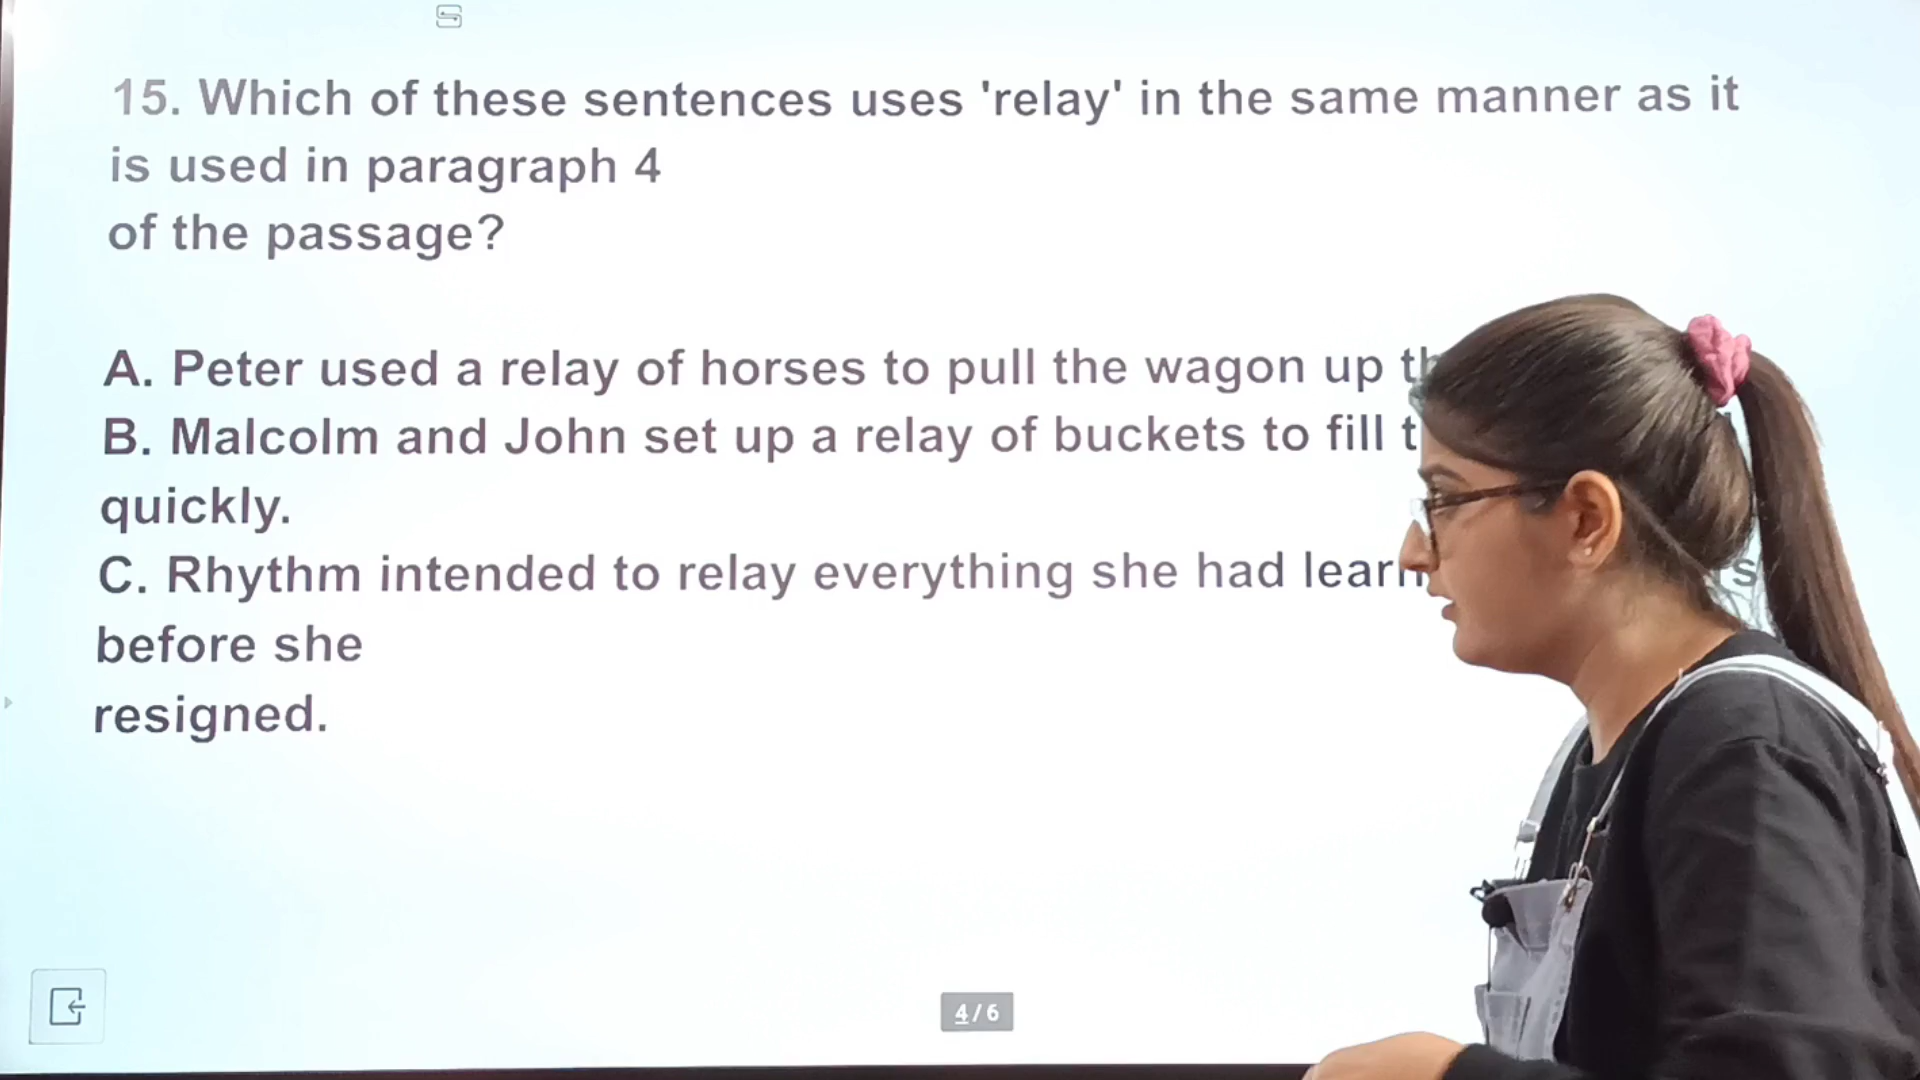 15. Which of these sentences uses 'relay' in the same manner as it
is used in paragraph 4
of the passage?
A. Peter used a relay of horses to pull the wagon up
B. Malcolm and John set up a relay of buckets to fill
quickly.
C. Rhythm intended to relay everything she had
before she
resigned.
4/6